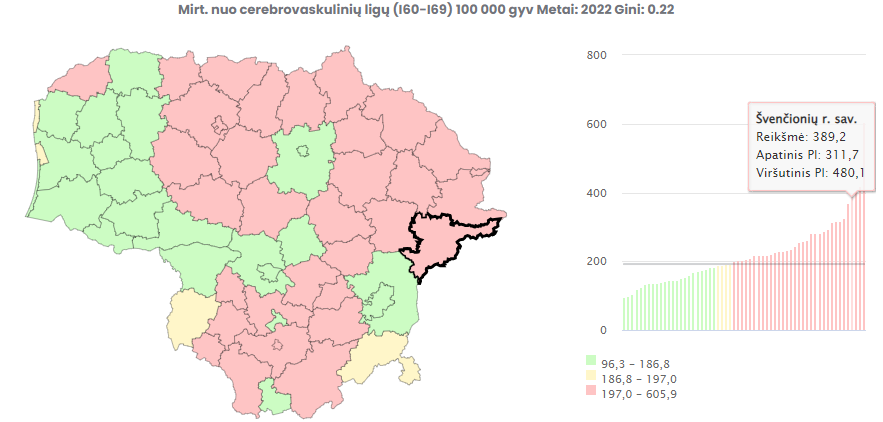 Mirt. nuo cerebrovaskulinių ligų (I60-I69) 100 000 gyv Metai: 2022 Gini: 0.22
800
600
400
200
0
Švenčionių r. sav.
Reikšmė: 389,2
Apatinis PI: 311,7
Viršutinis PI: 480,1
96,3 – 186,8
186,8 – 197,0
197,0 – 605,9